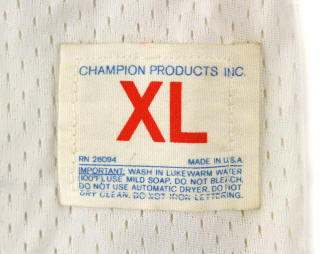 CHAMPION PRODUCTS INC.
XL
RN 26094 MADE IN U.S.A.
IMPORTANT: WASH IN LUKEWARM WATER
(100°F), USE MILD SOAP, DO NOT BLEACH,
DO NOT USE AUTOMATIC DRYER, DO NOT
DRY CLEAN. DO NOT IRON LETTERING.